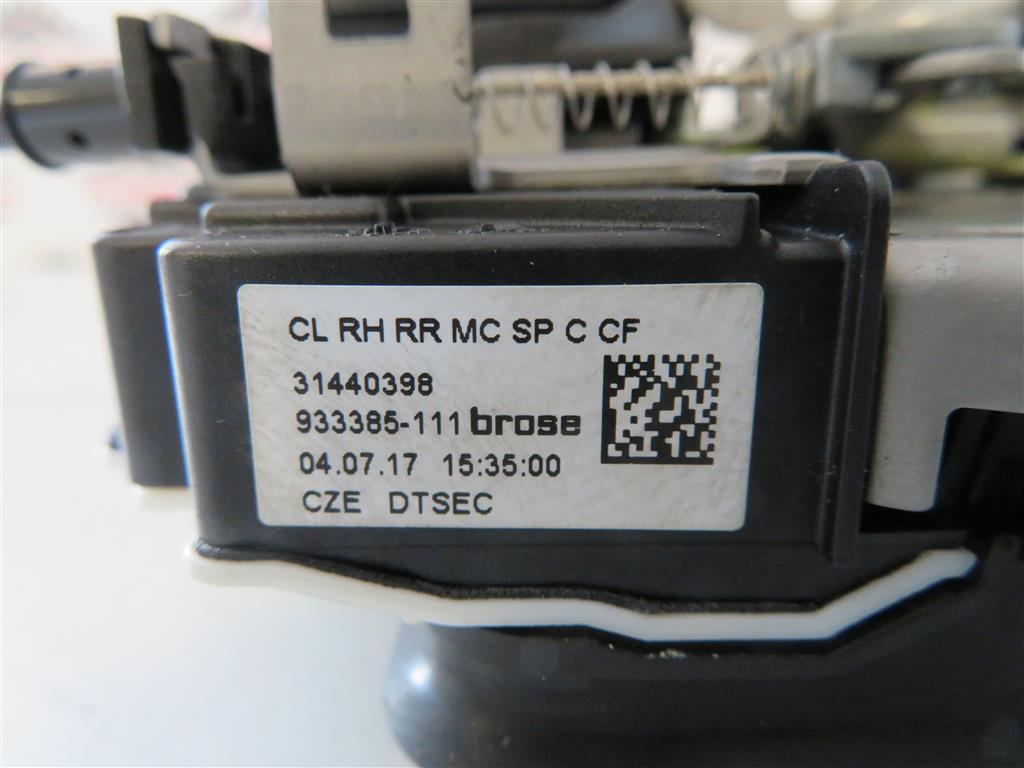 CL RH RR MC SP C CF
31440398
933385-111 brose
04.07.17 15:35:00
CZE DTSEC